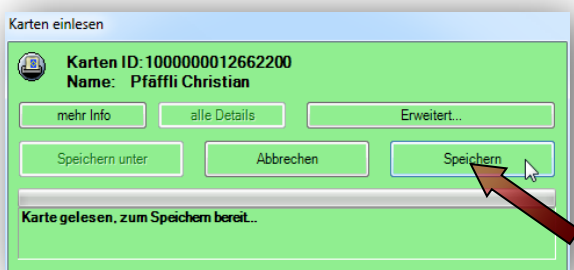 Karten einlesen
Karten ID: 1000000012662200
Name: Pfäffli Christian
mehr Info alle Details Erweitert...
Speichern unter Abbrechen Speichern
Karte gelesen, zum Speichern bereit...